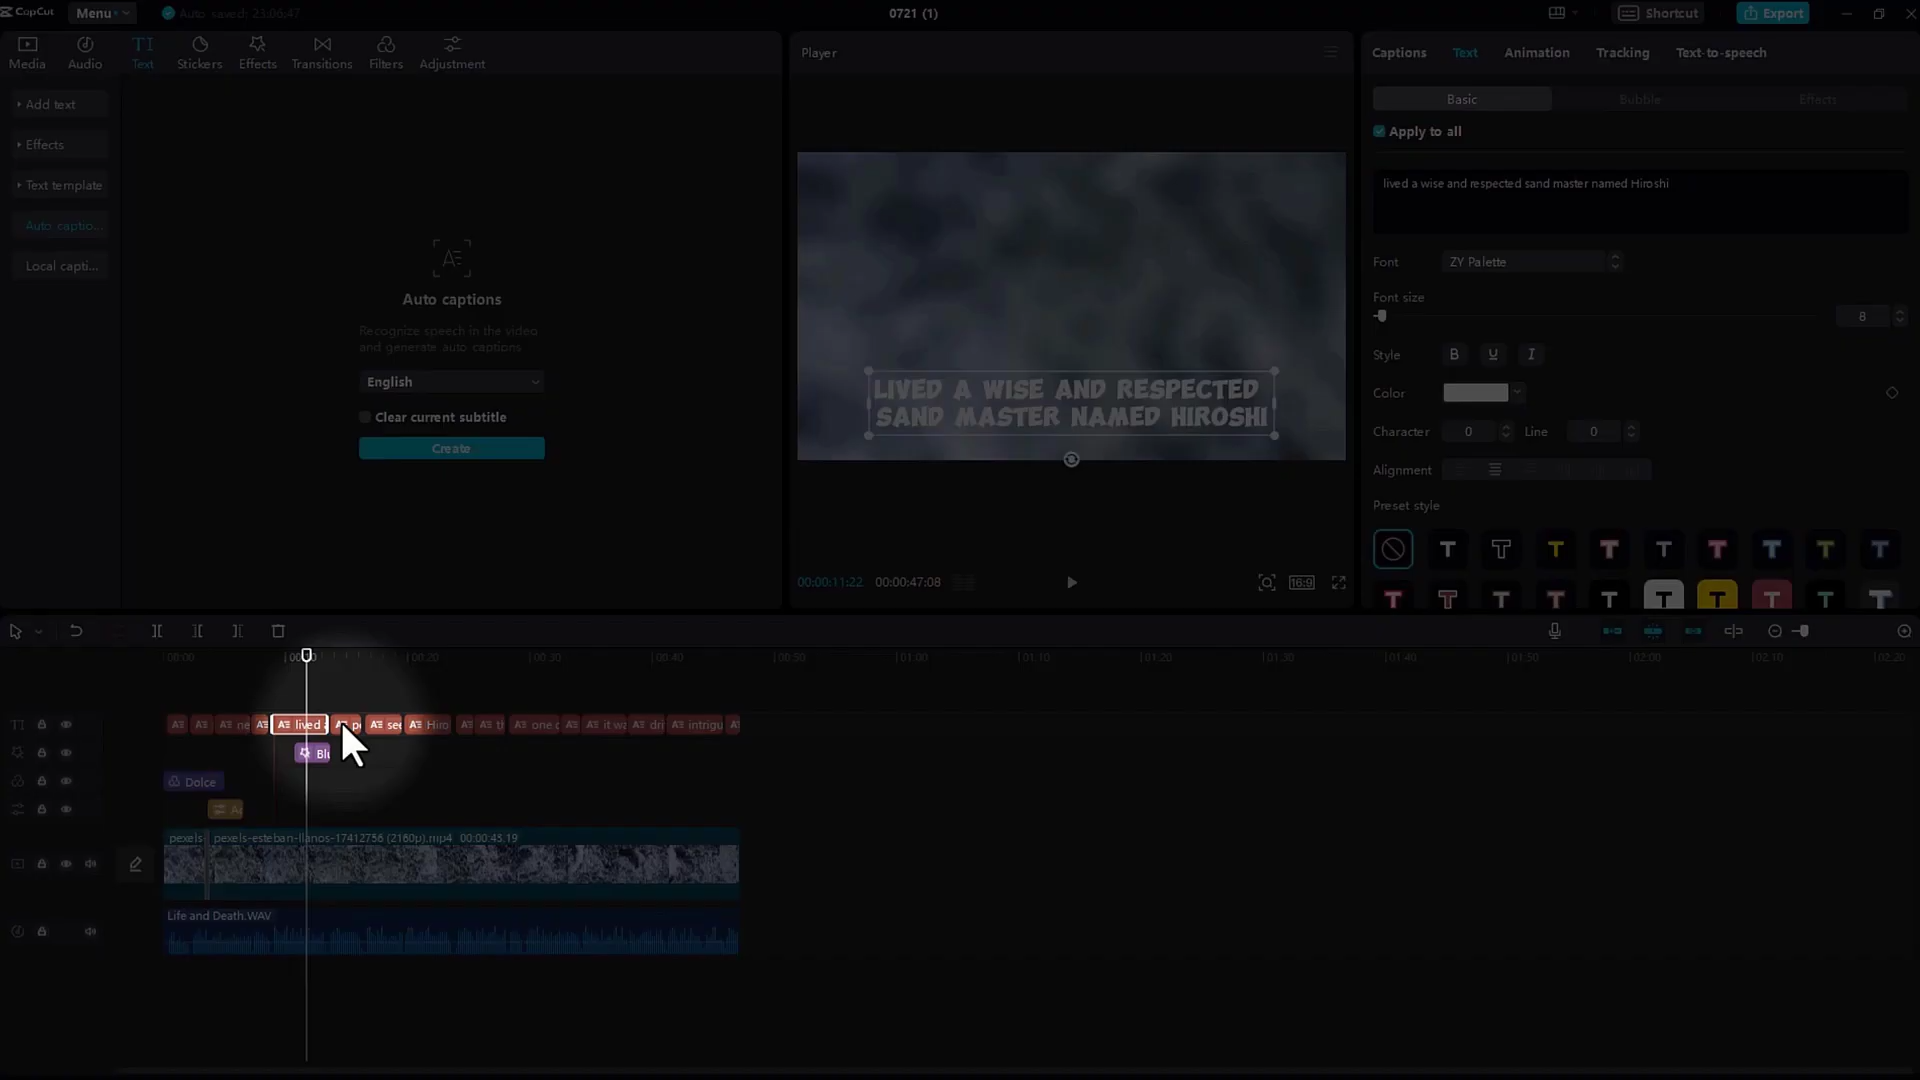 CapCut
Menu
Auto saved: 23:06:47
0721 (1)
Shortcut
Export
Media
Audio
TI
Text
Stickers
Effects
Transitions
Filters
Adjustment
Player
Captions
Text
Animation
Tracking
Text-to-speech
Add text
Effects
Text template
Auto captio...
Local capti...
Auto captions
Recognize speech in the video
and generate auto captions
English
Clear current subtitle
Create
LIVED A WISE AND RESPECTED
SAND MASTER NAMED HIROSHI
00:00:11:22
00:00:47:08
16:9
Basic
Bubble
Effects
Apply to all
lived a wise and respected sand master named Hiroshi
Font
ZY Palette
Font size
8
Style
B U I
Color
Character
0
Line
0
Alignment
Preset style
T T T T T T T T T
T T T T T T T T T T
00:00
00:10
00:20
00:30
00:40
00:50
01:00
01:10
01:20
01:30
01:40
01:50
02:00
02:10
02:20
ne
lived
pe
see
Hiro
th
one
it wa
dri
intrigu
Blu
Dolce
pexels-
pexels-esteban-llanos-17412756 (2160p).mp4 00:00:45:19
Life and Death.WAV